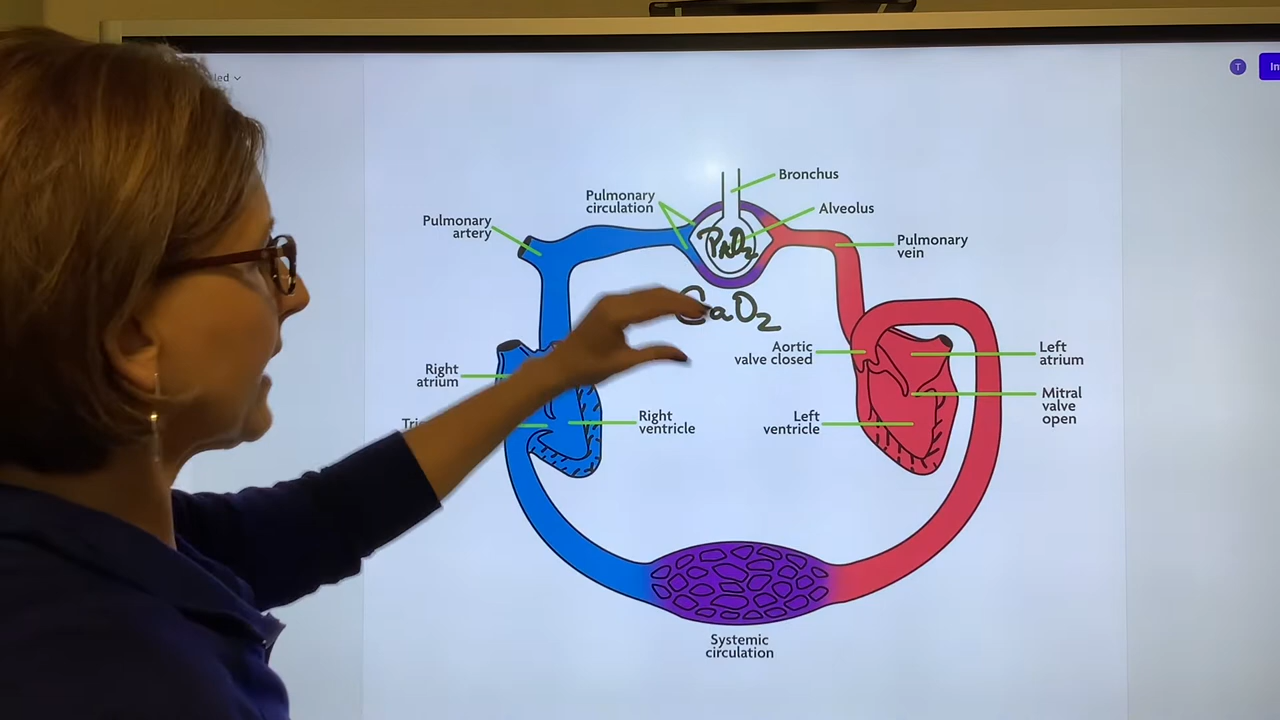 T
Bronchus
Pulmonary
circulation
Alveolus
Pulmonary
artery
Pulmonary
vein
CaO2
Aortic
valve closed
Left
atrium
Right
atrium
Mitral
valve
open
Right
ventricle
Left
ventricle
Systemic
circulation